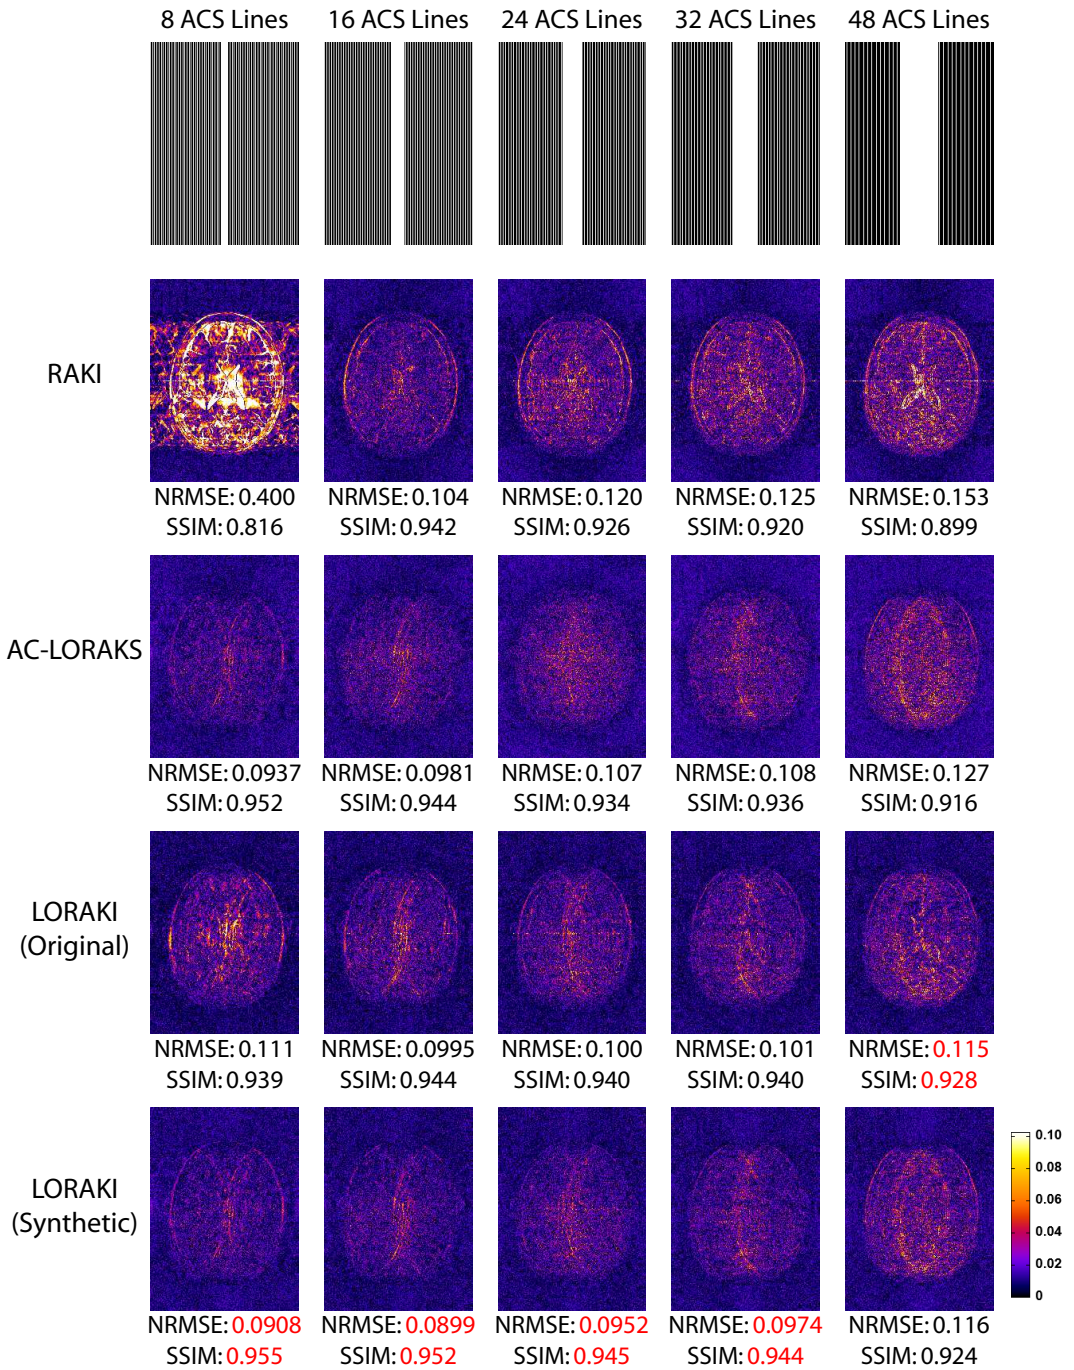 8 ACS Lines 16 ACS Lines 24 ACS Lines 32 ACS Lines 48 ACS Lines
RAKI
NRMSE: 0.400 NRMSE: 0.104 NRMSE: 0.120 NRMSE: 0.125 NRMSE: 0.153
SSIM: 0.816 SSIM: 0.942 SSIM: 0.926 SSIM: 0.920 SSIM: 0.899
AC-LORAKS
NRMSE: 0.0937 NRMSE: 0.0981 NRMSE: 0.107 NRMSE: 0.108 NRMSE: 0.127
SSIM: 0.952 SSIM: 0.944 SSIM: 0.934 SSIM: 0.936 SSIM: 0.916
LORAKI
(Original)
NRMSE: 0.111 NRMSE: 0.0995 NRMSE: 0.100 NRMSE: 0.101 NRMSE: 0.115
SSIM: 0.939 SSIM: 0.944 SSIM: 0.940 SSIM: 0.940 SSIM: 0.928
LORAKI
(Synthetic)
0.10
0.08
0.06
0.04
0.02
0
NRMSE: 0.0908 NRMSE: 0.0899 NRMSE: 0.0952 NRMSE: 0.0974 NRMSE: 0.116
SSIM: 0.955 SSIM: 0.952 SSIM: 0.945 SSIM: 0.944 SSIM: 0.924